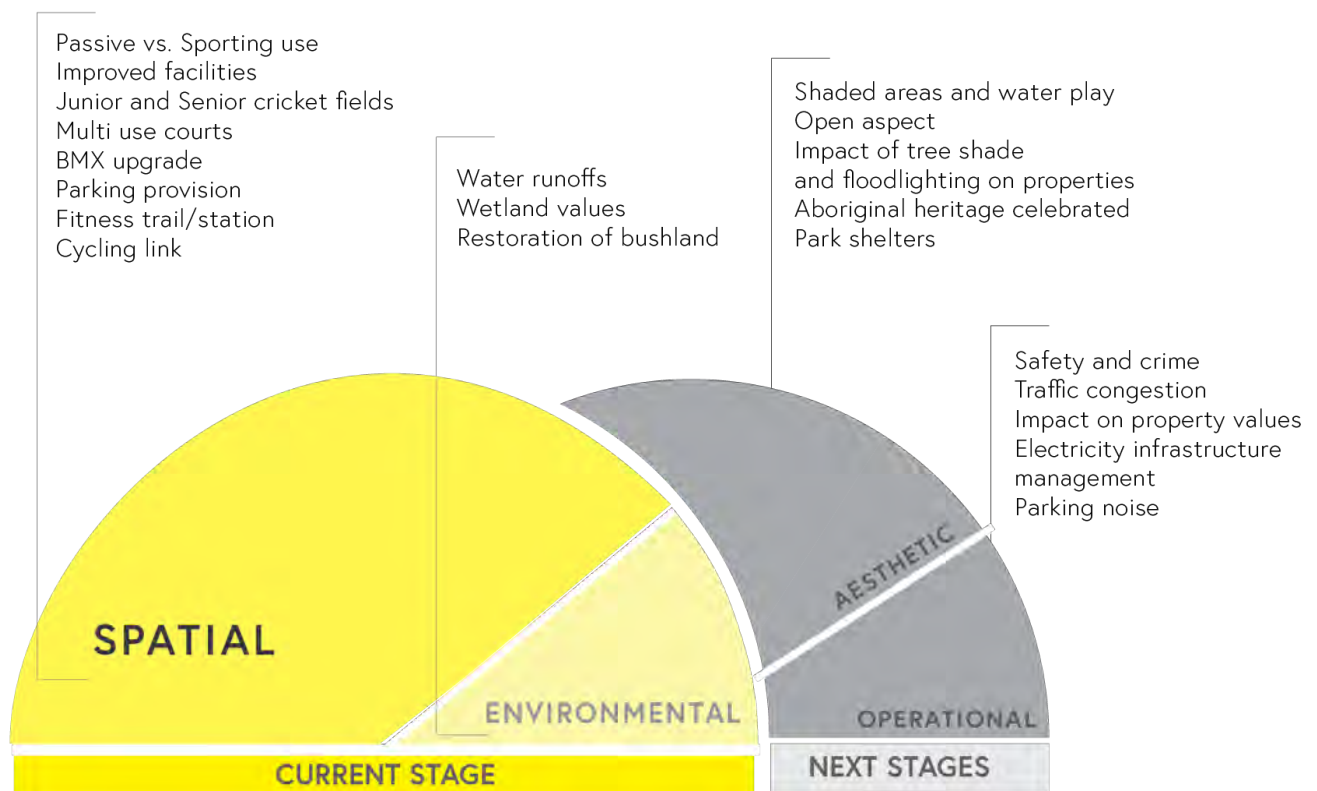 Passive vs. Sporting use
Improved facilities
Junior and Senior cricket fields
Multi use courts
BMX upgrade
Parking provision
Fitness trail/station
Cycling link
Water runoffs
Wetland values
Restoration of bushland
Shaded areas and water play
Open aspect
Impact of tree shade
and floodlighting on properties
Aboriginal heritage celebrated
Park shelters
Safety and crime
Traffic congestion
Impact on property values
Electricity infrastructure
management
Parking noise
SPATIAL
ENVIRONMENTAL
AESTHETIC
OPERATIONAL
CURRENT STAGE
NEXT STAGES